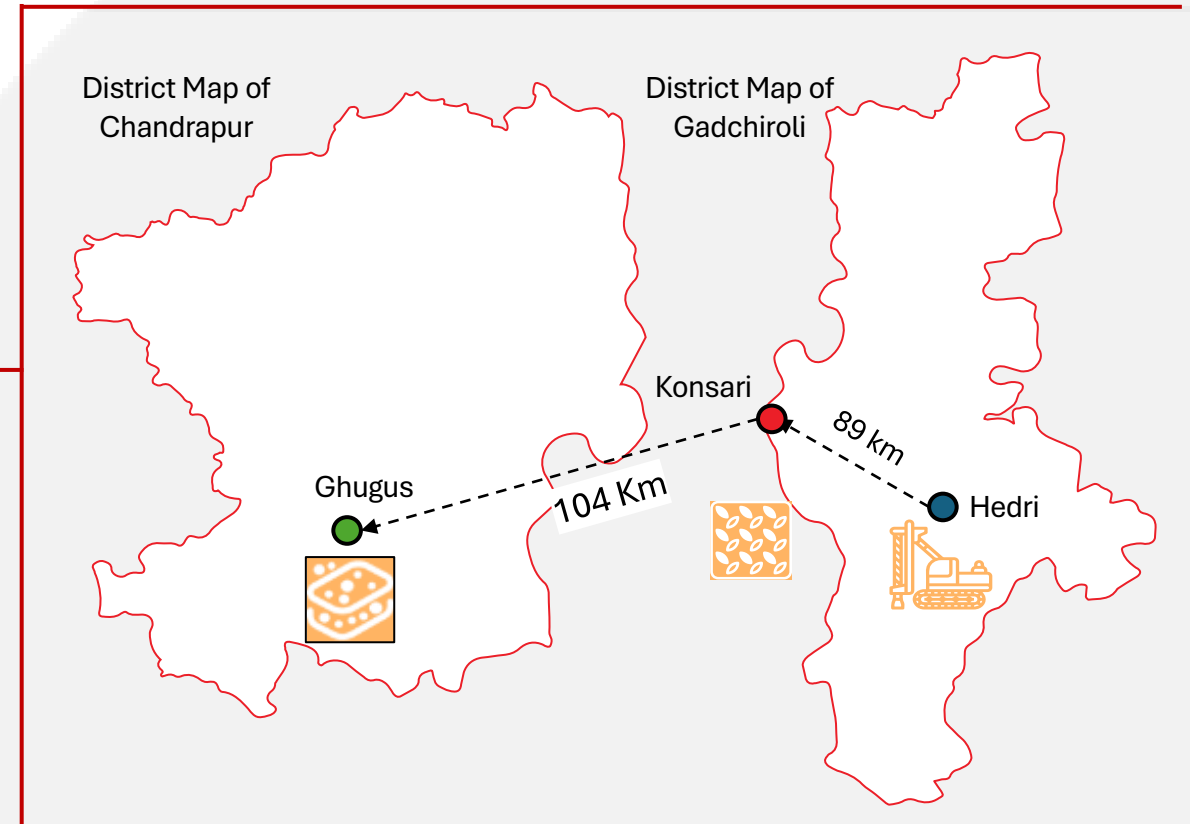 District Map of
Chandrapur
District Map of
Gadchiroli
Konsari
89 km
104 Km
Ghugus
Hedri